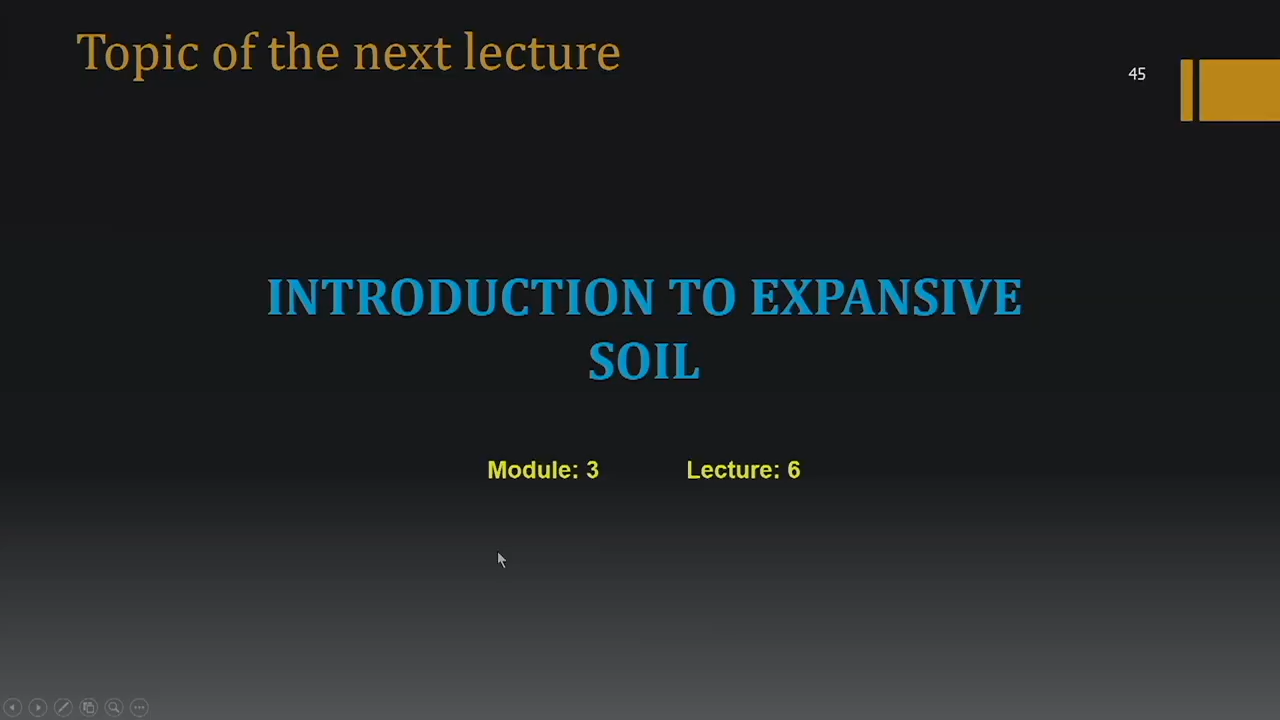 Topic of the next lecture
45
INTRODUCTION TO EXPANSIVE
SOIL
Module: 3 Lecture: 6